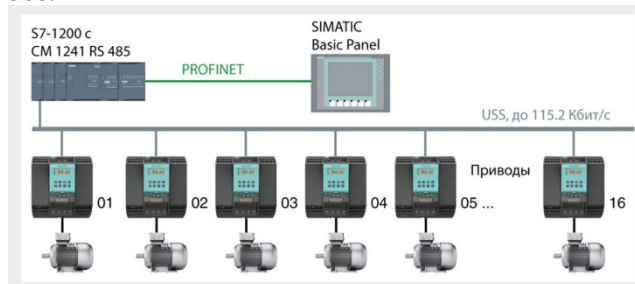 S7-1200 с
CM 1241 RS 485
SIMATIC
Basic Panel
PROFINET
USS, до 115.2 Кбит/с
Приводы
01
02
03
04
05 ...
16